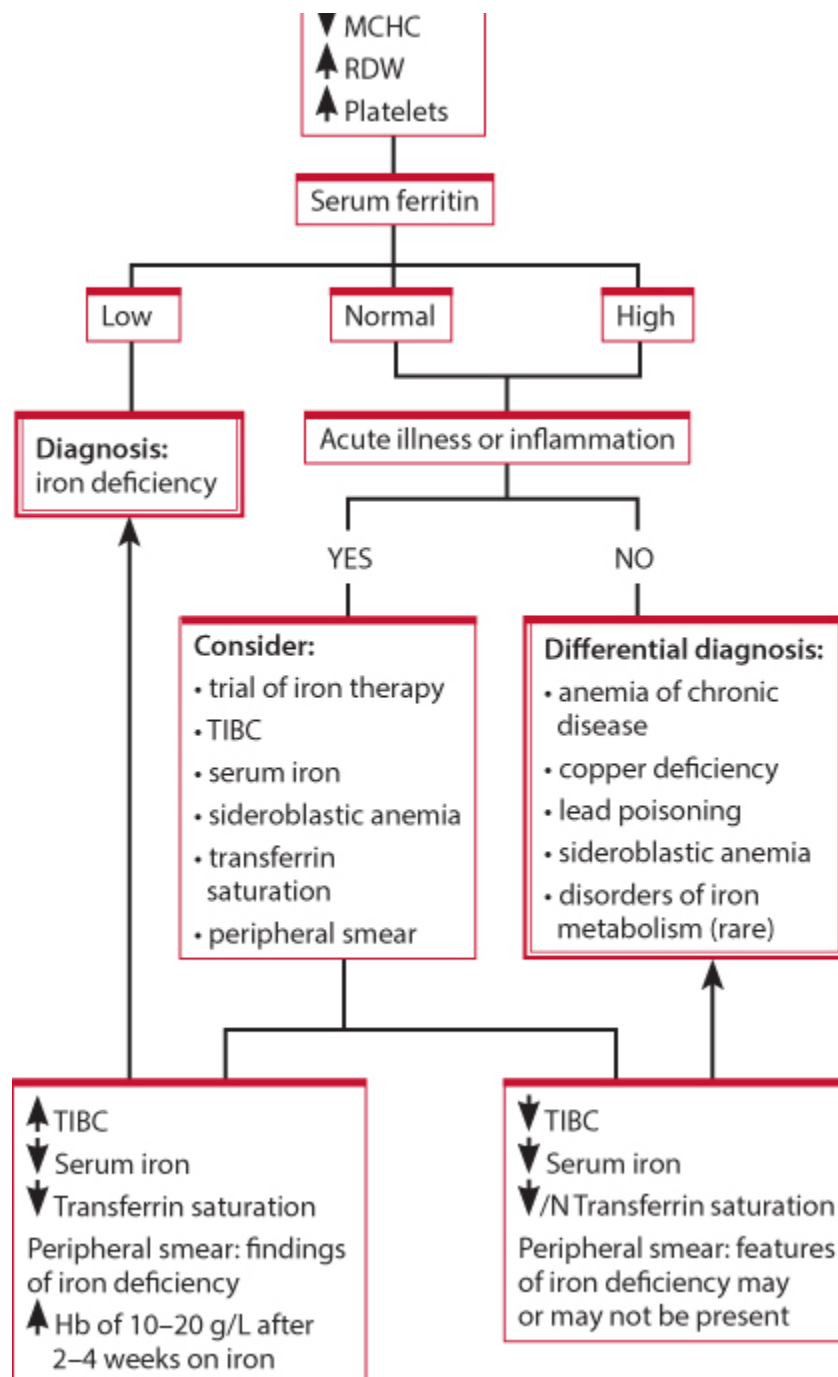 MCHC
RDW
Platelets
Serum ferritin
Low
Normal
High
Acute illness or inflammation
Diagnosis:
iron deficiency
YES
NO
Consider:
• trial of iron therapy
• TIBC
• serum iron
• sideroblastic anemia
• transferrin
saturation
• peripheral smear
Differential diagnosis:
• anemia of chronic
disease
• copper deficiency
• lead poisoning
• sideroblastic anemia
• disorders of iron
metabolism (rare)
TIBC
Serum iron
Transferrin saturation
Peripheral smear: findings
of iron deficiency
Hb of 10–20 g/L after
2–4 weeks on iron
TIBC
Serum iron
/N Transferrin saturation
Peripheral smear: features
of iron deficiency may
or may not be present